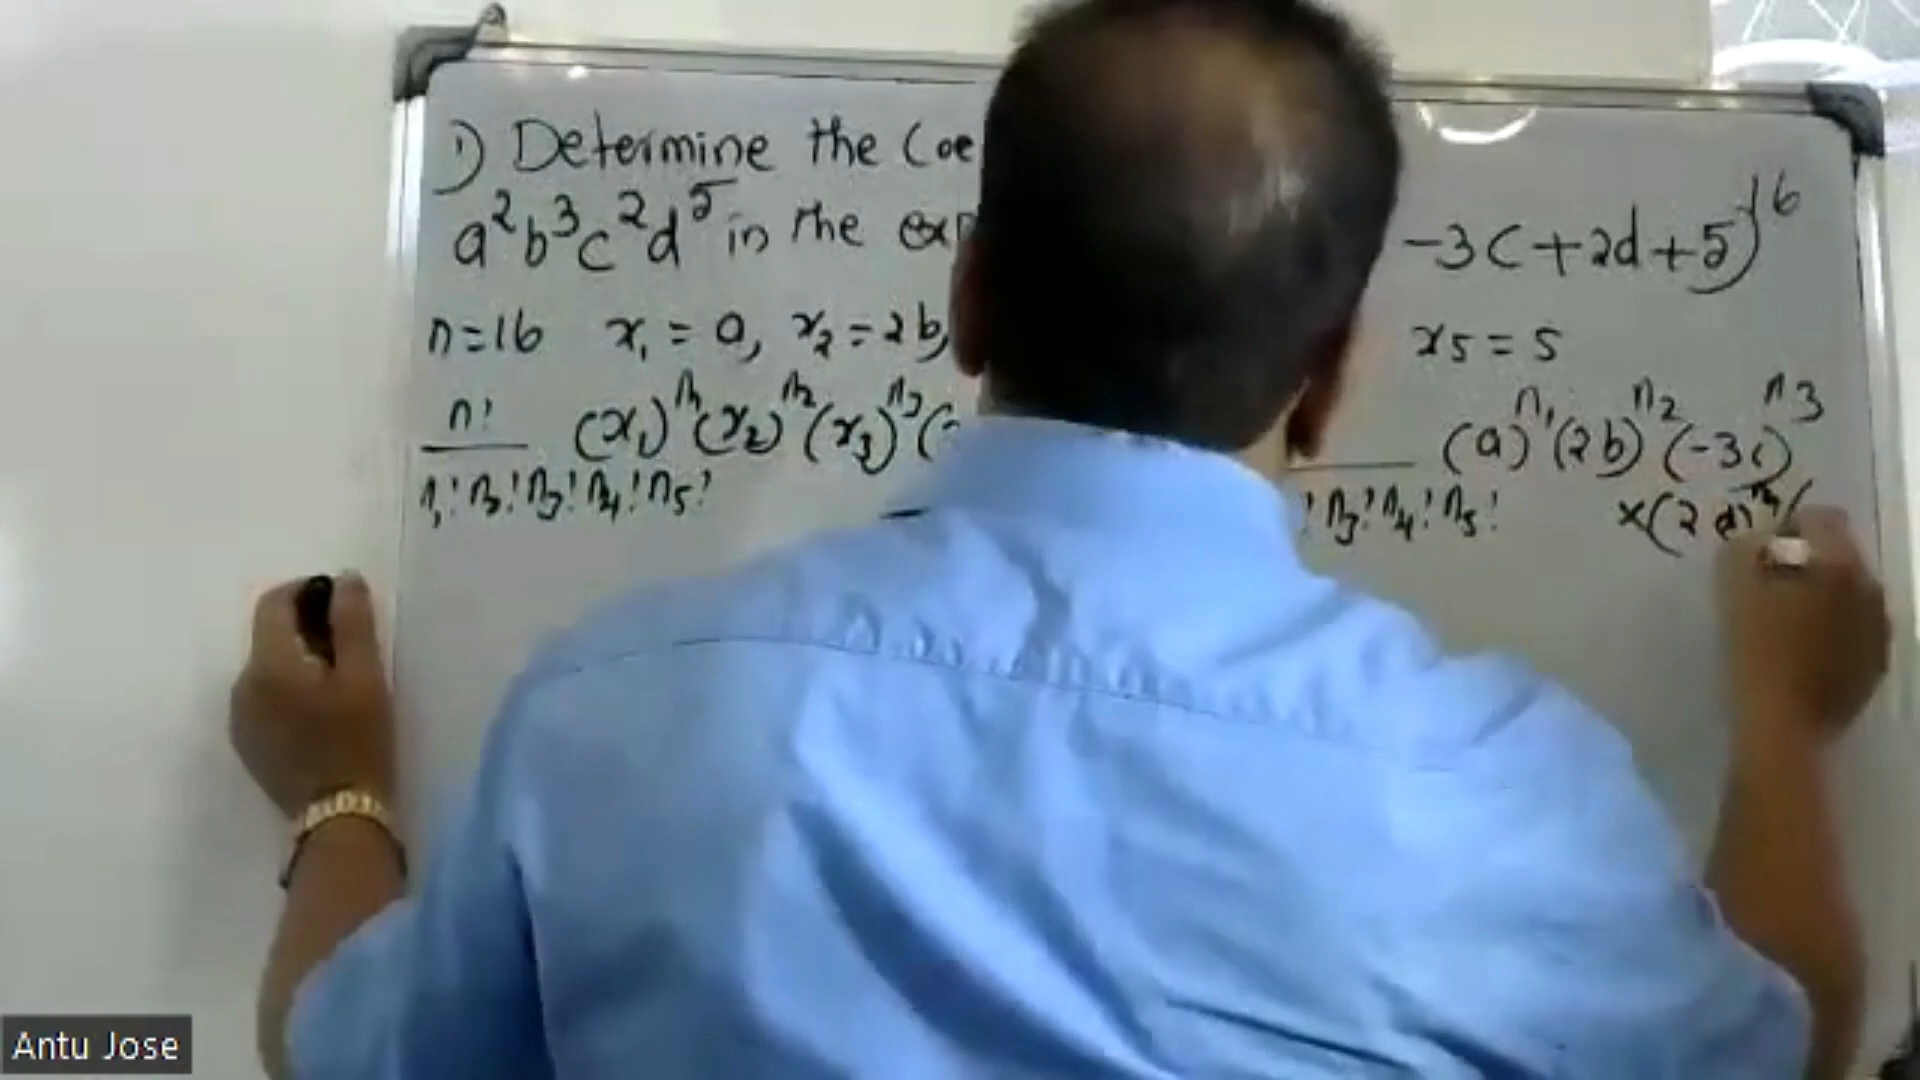 1) Determine the Coe
a²b³c²d⁵ in the exp -3c+2d+5)¹⁶
n=16 x₁ = a, x₂ = 2b, x₅ = 5
n! (x₁)ⁿ¹(x₂)ⁿ²(x₃)ⁿ³( (a)ⁿ¹(2b)ⁿ²(-3c)ⁿ³
n₁! n₂! n₃! n₄! n₅! ! n₃! n₄! n₅! ×(2d)ⁿ⁴(
Antu Jose